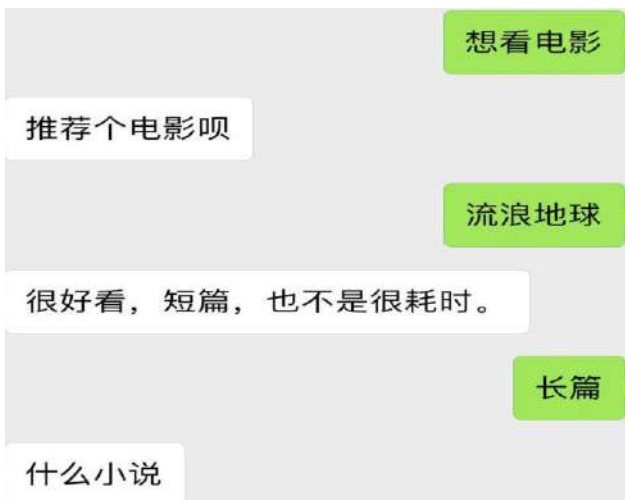 想看电影
推荐个电影呗
流浪地球
很好看，短篇，也不是很耗时。
长篇
什么小说